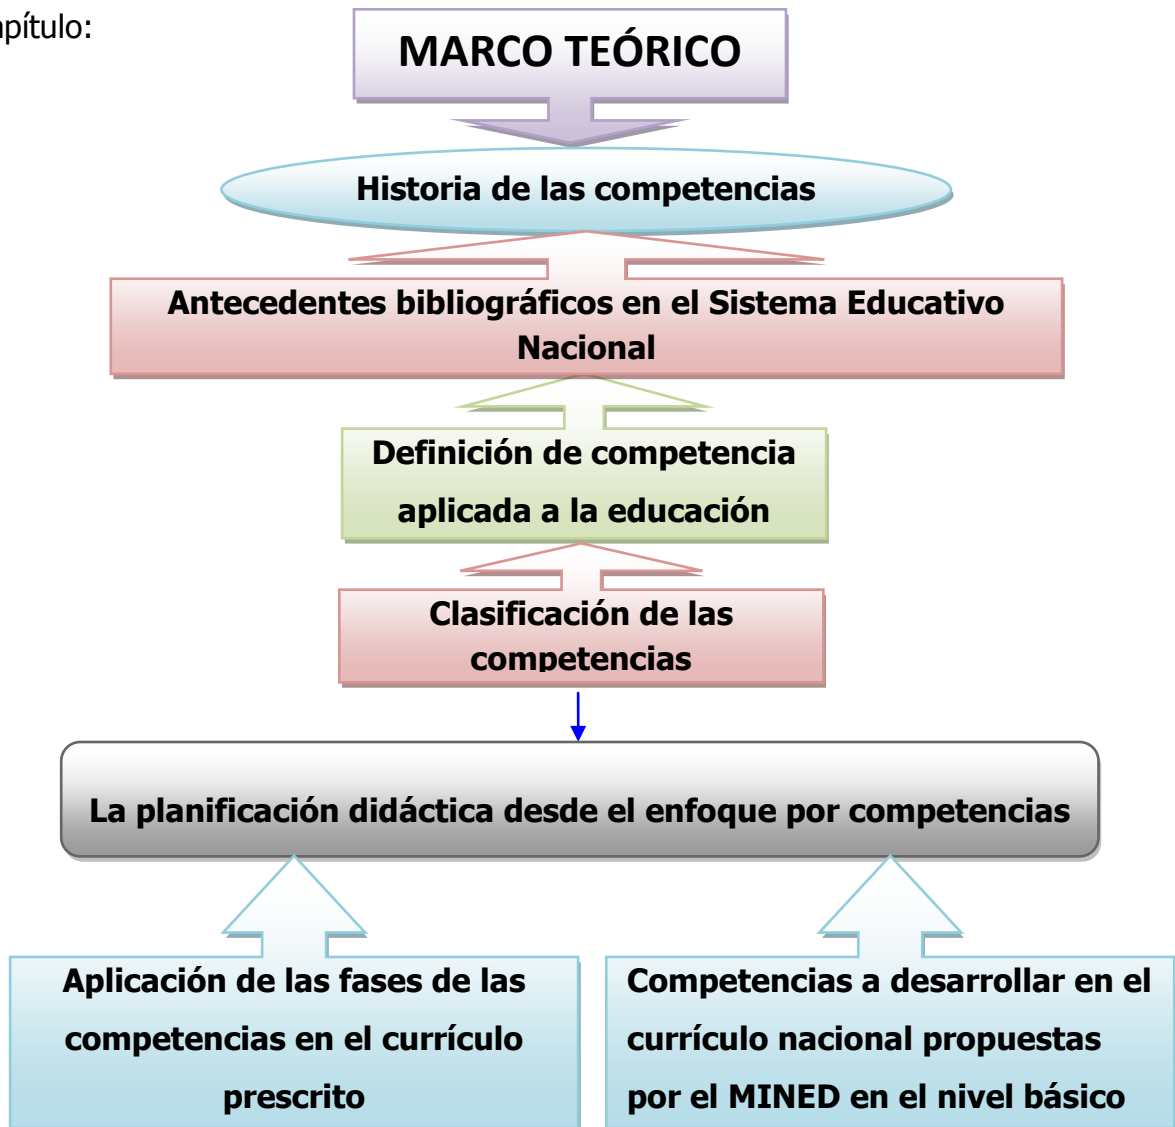 apítulo:
MARCO TEÓRICO
Historia de las competencias
Antecedentes bibliográficos en el Sistema Educativo
Nacional
Definición de competencia
aplicada a la educación
Clasificación de las
competencias
La planificación didáctica desde el enfoque por competencias
Aplicación de las fases de las
competencias en el currículo
prescrito
Competencias a desarrollar en el
currículo nacional propuestas
por el MINED en el nivel básico